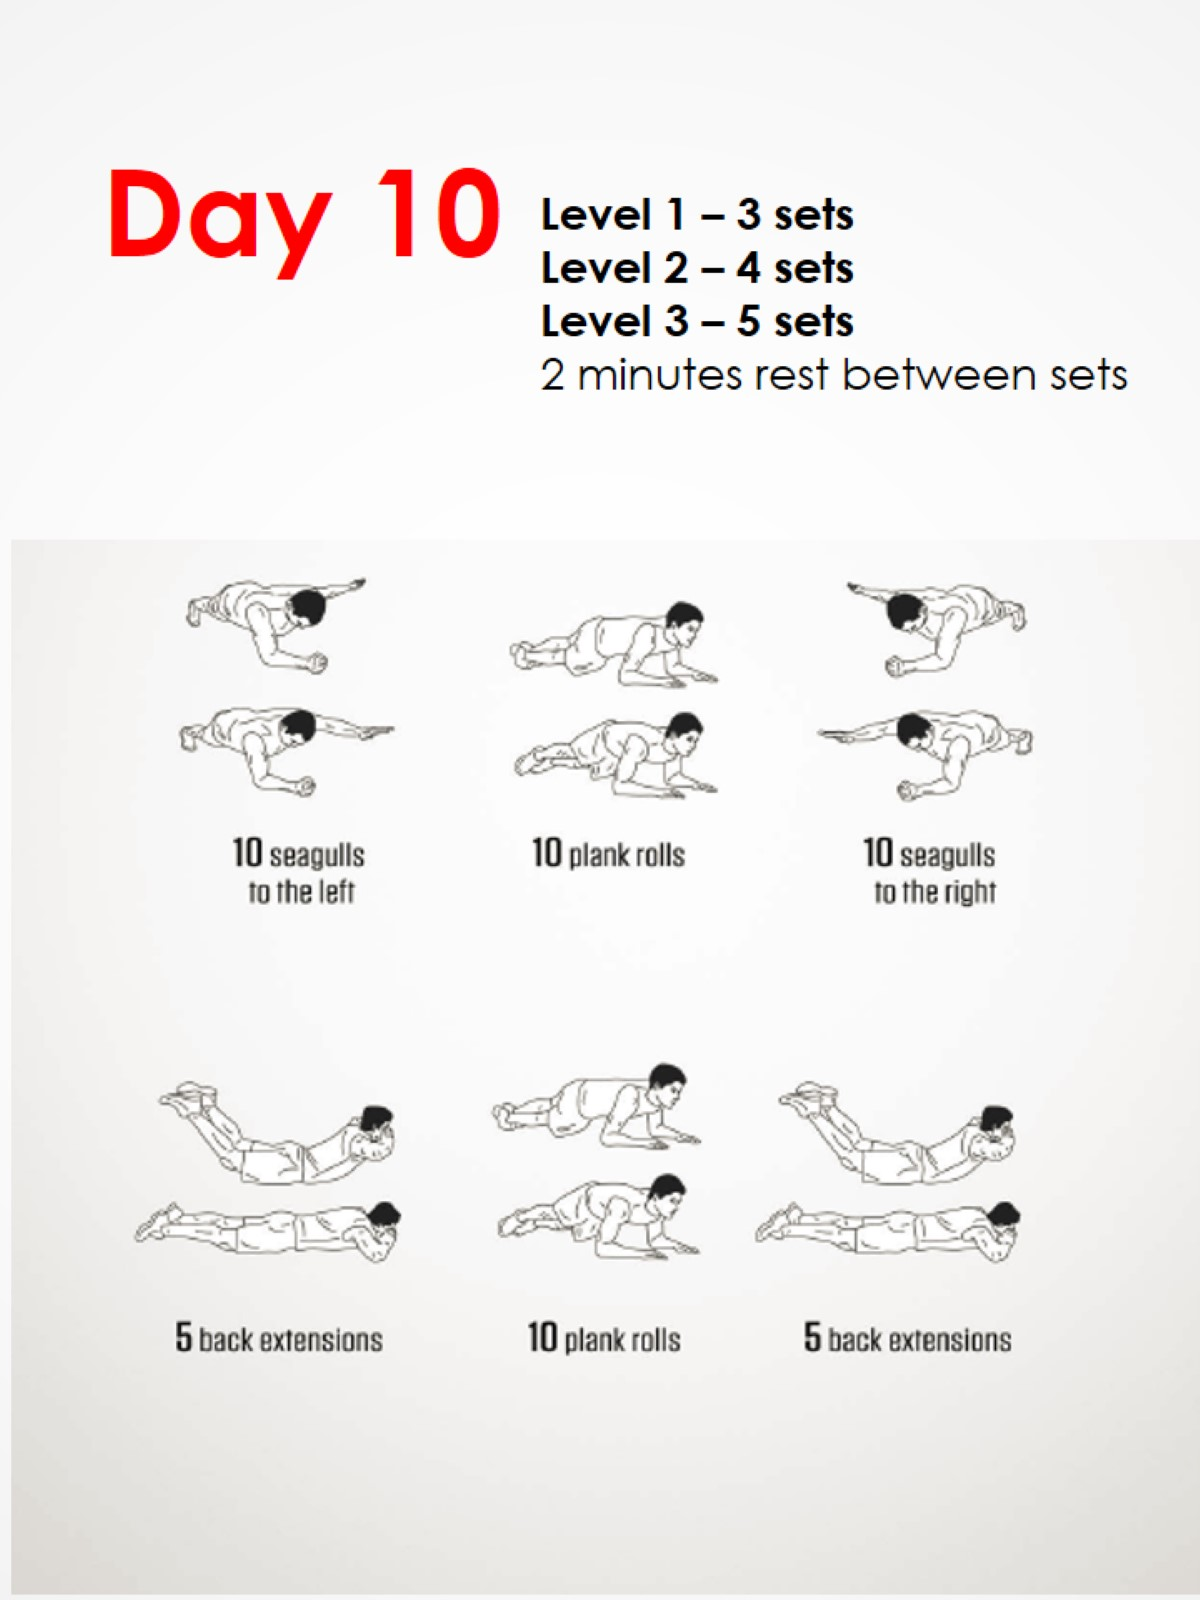 Day 10
Level 1 – 3 sets
Level 2 – 4 sets
Level 3 – 5 sets
2 minutes rest between sets
10 seagulls
to the left
10 plank rolls
10 seagulls
to the right
5 back extensions
10 plank rolls
5 back extensions